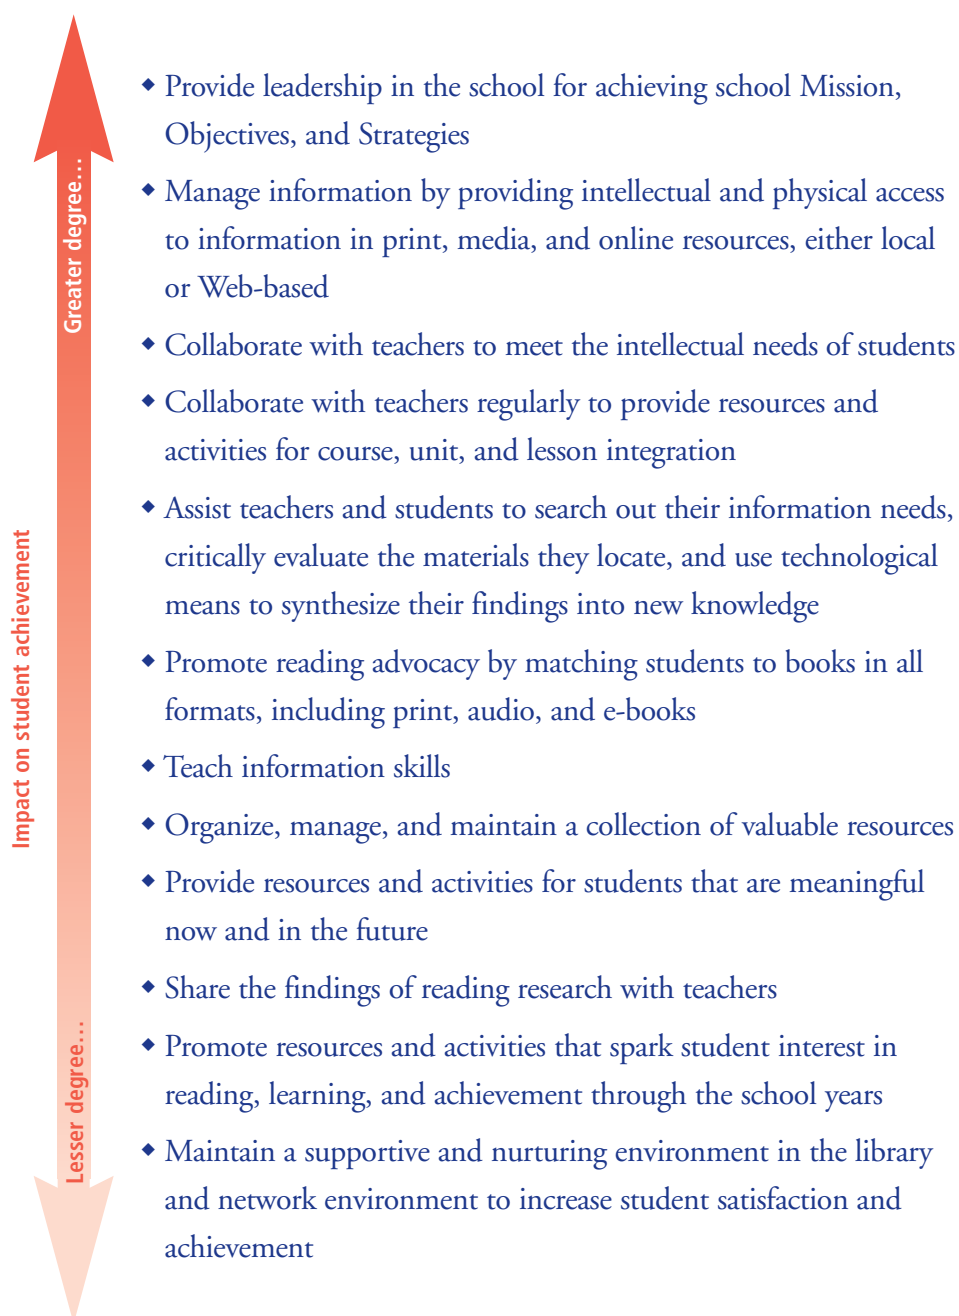 Impact on student achievement
Greater degree…
Lesser degree…
◆ Provide leadership in the school for achieving school Mission,
Objectives, and Strategies
◆ Manage information by providing intellectual and physical access
to information in print, media, and online resources, either local
or Web-based
◆ Collaborate with teachers to meet the intellectual needs of students
◆ Collaborate with teachers regularly to provide resources and
activities for course, unit, and lesson integration
◆ Assist teachers and students to search out their information needs,
critically evaluate the materials they locate, and use technological
means to synthesize their findings into new knowledge
◆ Promote reading advocacy by matching students to books in all
formats, including print, audio, and e-books
◆ Teach information skills
◆ Organize, manage, and maintain a collection of valuable resources
◆ Provide resources and activities for students that are meaningful
now and in the future
◆ Share the findings of reading research with teachers
◆ Promote resources and activities that spark student interest in
reading, learning, and achievement through the school years
◆ Maintain a supportive and nurturing environment in the library
and network environment to increase student satisfaction and
achievement